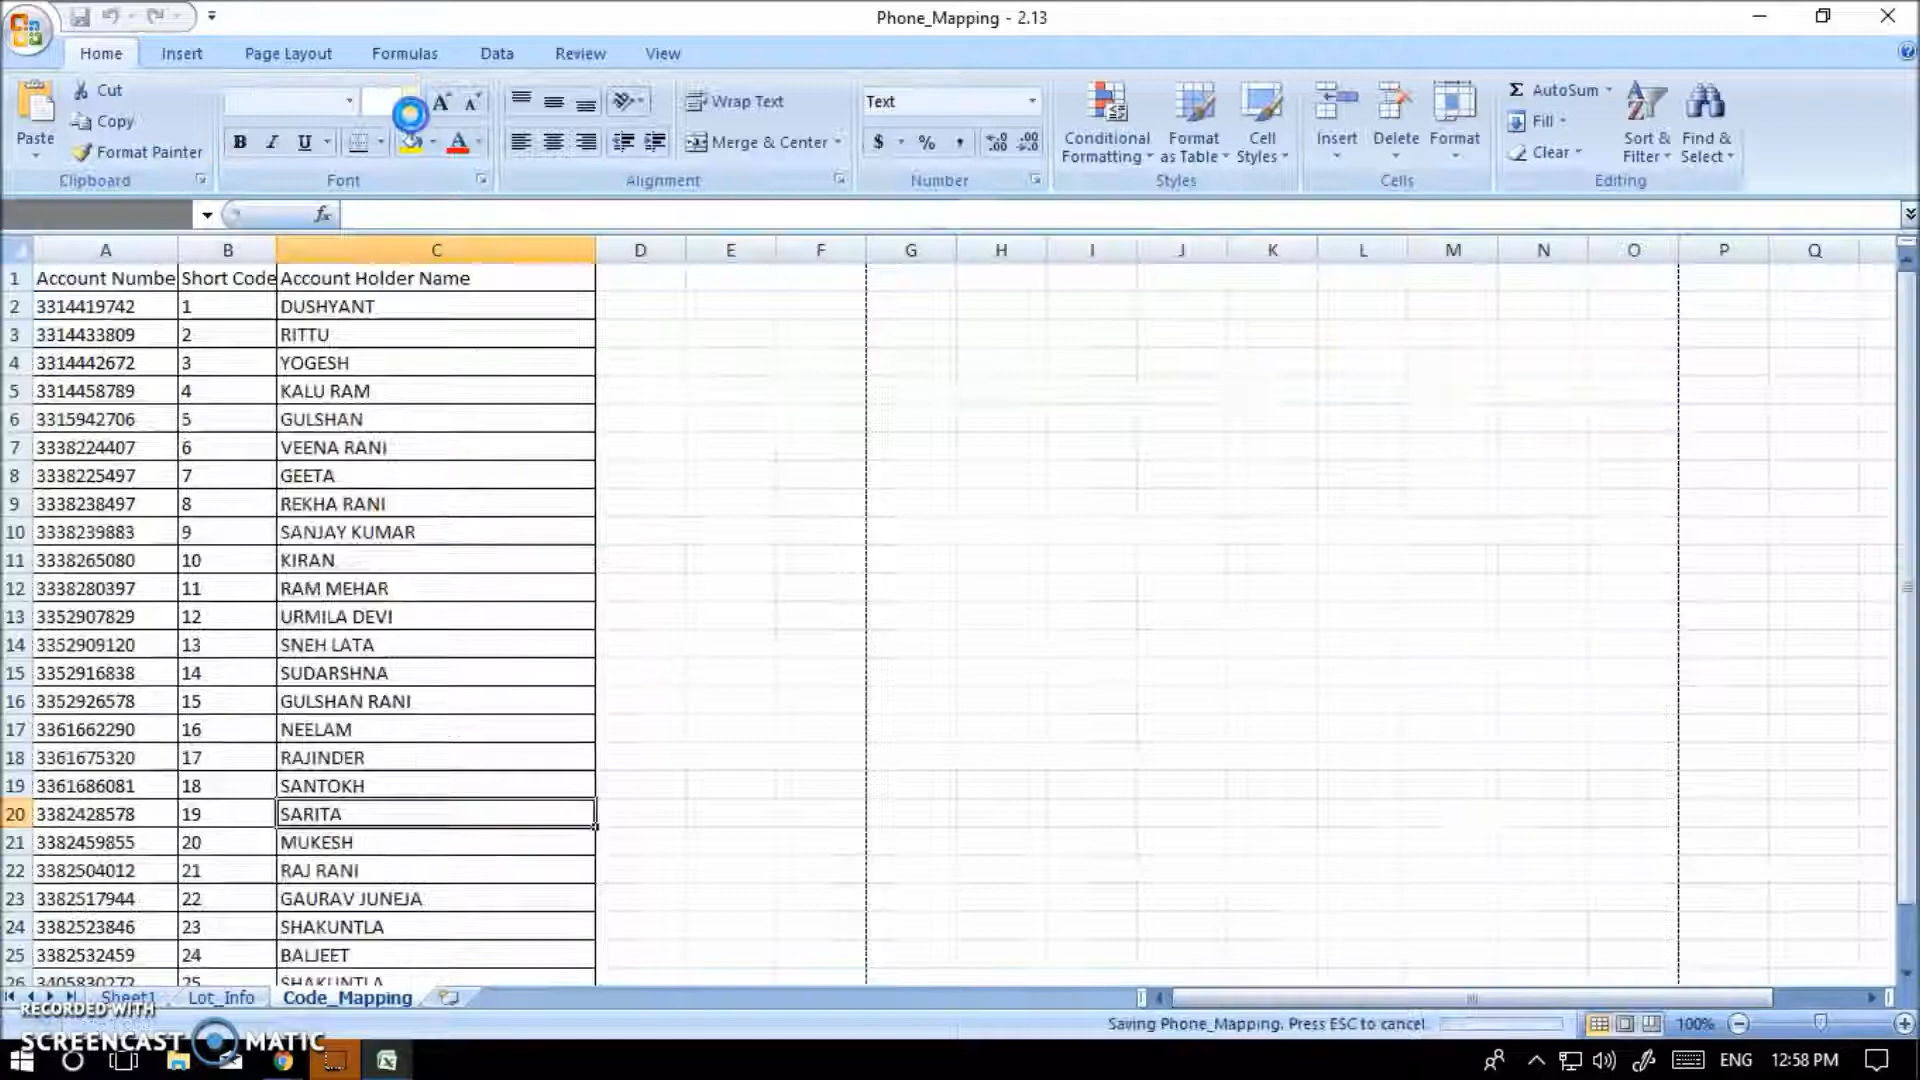 Phone_Mapping - 2.13
Home Insert Page Layout Formulas Data Review View
Paste Cut Copy Format Painter Clipboard
A A B I U A Font
Wrap Text Merge & Center Alignment
Text $ % , .00 .00 Number
Conditional Formatting Format as Table Cell Styles Styles
Insert Delete Format Cells
Σ AutoSum Fill Clear Sort & Filter Find & Select Editing
fx
A B C D E F G H I J K L M N O P Q
1 Account Numbe Short Code Account Holder Name
2 3314419742 1 DUSHYANT
3 3314433809 2 RITTU
4 3314442672 3 YOGESH
5 3314458789 4 KALU RAM
6 3315942706 5 GULSHAN
7 3338224407 6 VEENA RANI
8 3338225497 7 GEETA
9 3338238497 8 REKHA RANI
10 3338239883 9 SANJAY KUMAR
11 3338265080 10 KIRAN
12 3338280397 11 RAM MEHAR
13 3352907829 12 URMILA DEVI
14 3352909120 13 SNEH LATA
15 3352916838 14 SUDARSHNA
16 3352926578 15 GULSHAN RANI
17 3361662290 16 NEELAM
18 3361675320 17 RAJINDER
19 3361686081 18 SANTOKH
20 3382428578 19 SARITA
21 3382459855 20 MUKESH
22 3382504012 21 RAJ RANI
23 3382517944 22 GAURAV JUNEJA
24 3382523846 23 SHAKUNTLA
25 3382532459 24 BALJEET
26 3405830272 25 SHAKUNTLA
Sheet1 Lot_Info Code_Mapping
RECORDED WITH
SCREENCAST MATIC
Saving Phone_Mapping. Press ESC to cancel. 100%
ENG 12:58 PM